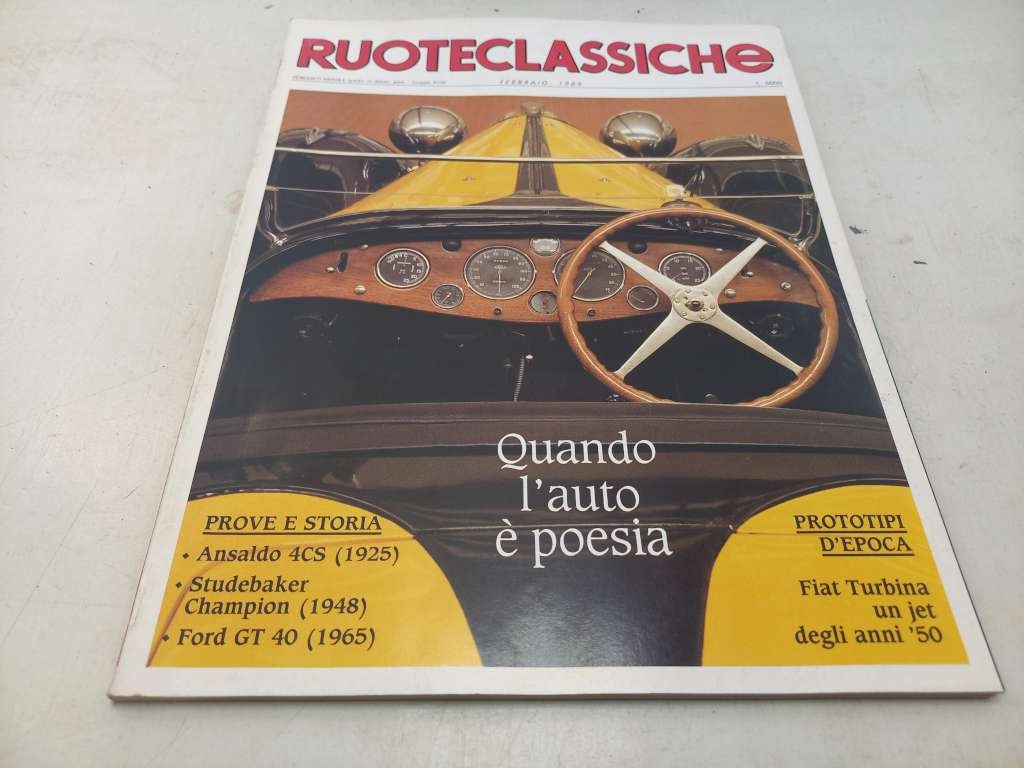 RUOTECLASSICHE
FEBBRAIO 1989
L. 6000
Quando
l'auto
è poesia
PROVE E STORIA
• Ansaldo 4CS (1925)
• Studebaker
Champion (1948)
• Ford GT 40 (1965)
PROTOTIPI
D'EPOCA
Fiat Turbina
un jet
degli anni '50